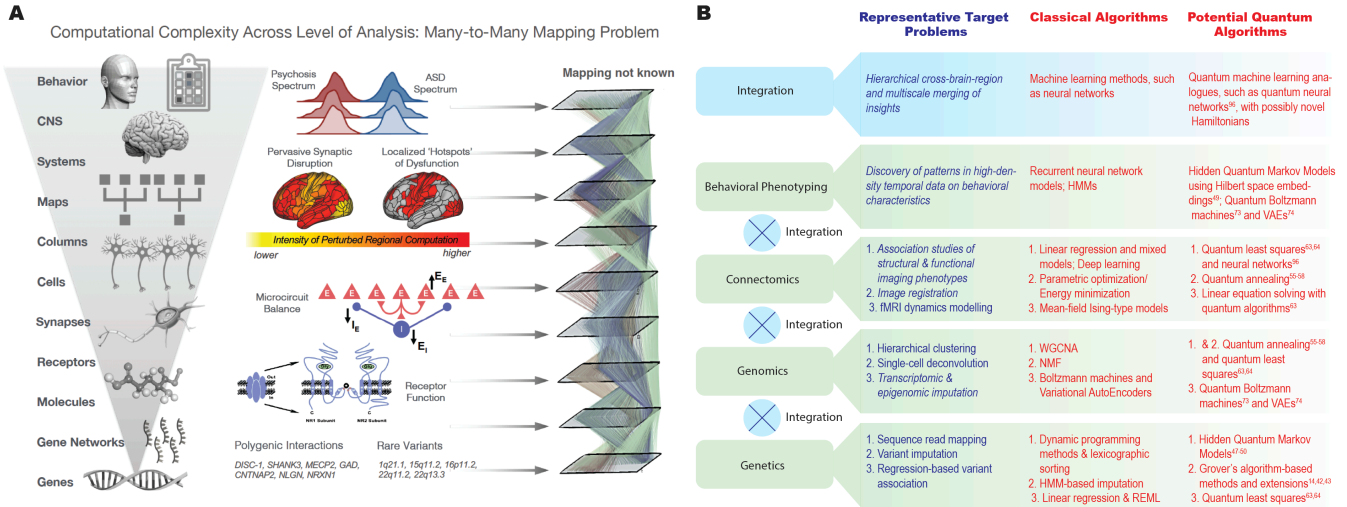 A
Computational Complexity Across Level of Analysis: Many-to-Many Mapping Problem
Behavior
CNS
Systems
Maps
Columns
Cells
Synapses
Receptors
Molecules
Gene Networks
Genes
Psychosis
Spectrum
ASD
Spectrum
Pervasive Synaptic
Disruption
Localized 'Hotspots'
of Dysfunction
Intensity of Perturbed Regional Computation
lower
higher
Microcircuit
Balance
E E E E E E E
E_E
I_E
I
E_I
Out
In
Gly
Glu
C
C
NR1 Subunit
NR2 Subunit
Receptor
Function
Polygenic Interactions
DISC-1, SHANK3, MECP2, GAD,
CNTNAP2, NLGN, NRXN1
Rare Variants
1q21.1, 15q11.2, 16p11.2,
22q11.2, 22q13.3
Mapping not known
B
Representative Target
Problems
Classical Algorithms
Potential Quantum
Algorithms
Integration
Hierarchical cross-brain-region
and multiscale merging of
insights
Machine learning methods, such
as neural networks
Quantum machine learning ana-
logues, such as quantum neural
networks96, with possibly novel
Hamiltonians
Behavioral Phenotyping
Discovery of patterns in high-den-
sity temporal data on behavioral
characteristics
Recurrent neural network
models; HMMs
Hidden Quantum Markov Models
using Hilbert space embed-
dings49; Quantum Boltzmann
machines73 and VAEs74
Integration
Connectomics
1. Association studies of
structural & functional
imaging phenotypes
2. Image registration
3. fMRI dynamics modelling
1. Linear regression and mixed
models; Deep learning
2. Parametric optimization/
Energy minimization
3. Mean-field Ising-type models
1. Quantum least squares63,64
and neural networks96
2. Quantum annealing55-58
3. Linear equation solving with
quantum algorithms63
Integration
Genomics
1. Hierarchical clustering
2. Single-cell deconvolution
3. Transcriptomic &
epigenomic imputation
1. WGCNA
2. NMF
3. Boltzmann machines and
Variational AutoEncoders
1. & 2. Quantum annealing55-58
and quantum least
squares63,64
3. Quantum Boltzmann
machines73 and VAEs74
Integration
Genetics
1. Sequence read mapping
2. Variant imputation
3. Regression-based variant
association
1. Dynamic programming
methods & lexicographic
sorting
2. HMM-based imputation
3. Linear regression & REML
1. Hidden Quantum Markov
Models47-50
2. Grover's algorithm-based
methods and extensions14,42,43
3. Quantum least squares63,64